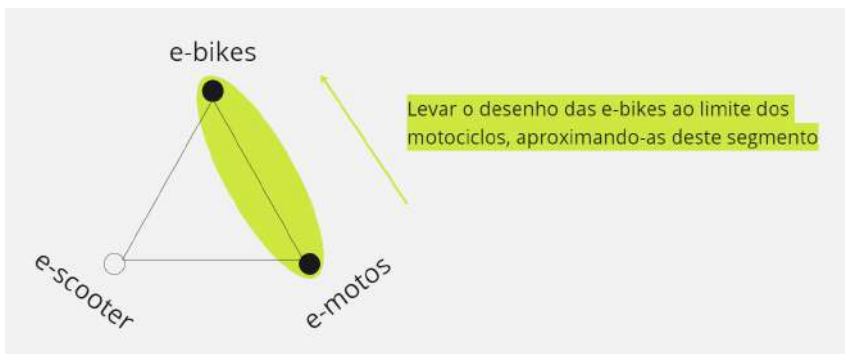 e-bikes
Levar o desenho das e-bikes ao limite dos
motociclos, aproximando-as deste segmento
e-scooter
e-motos